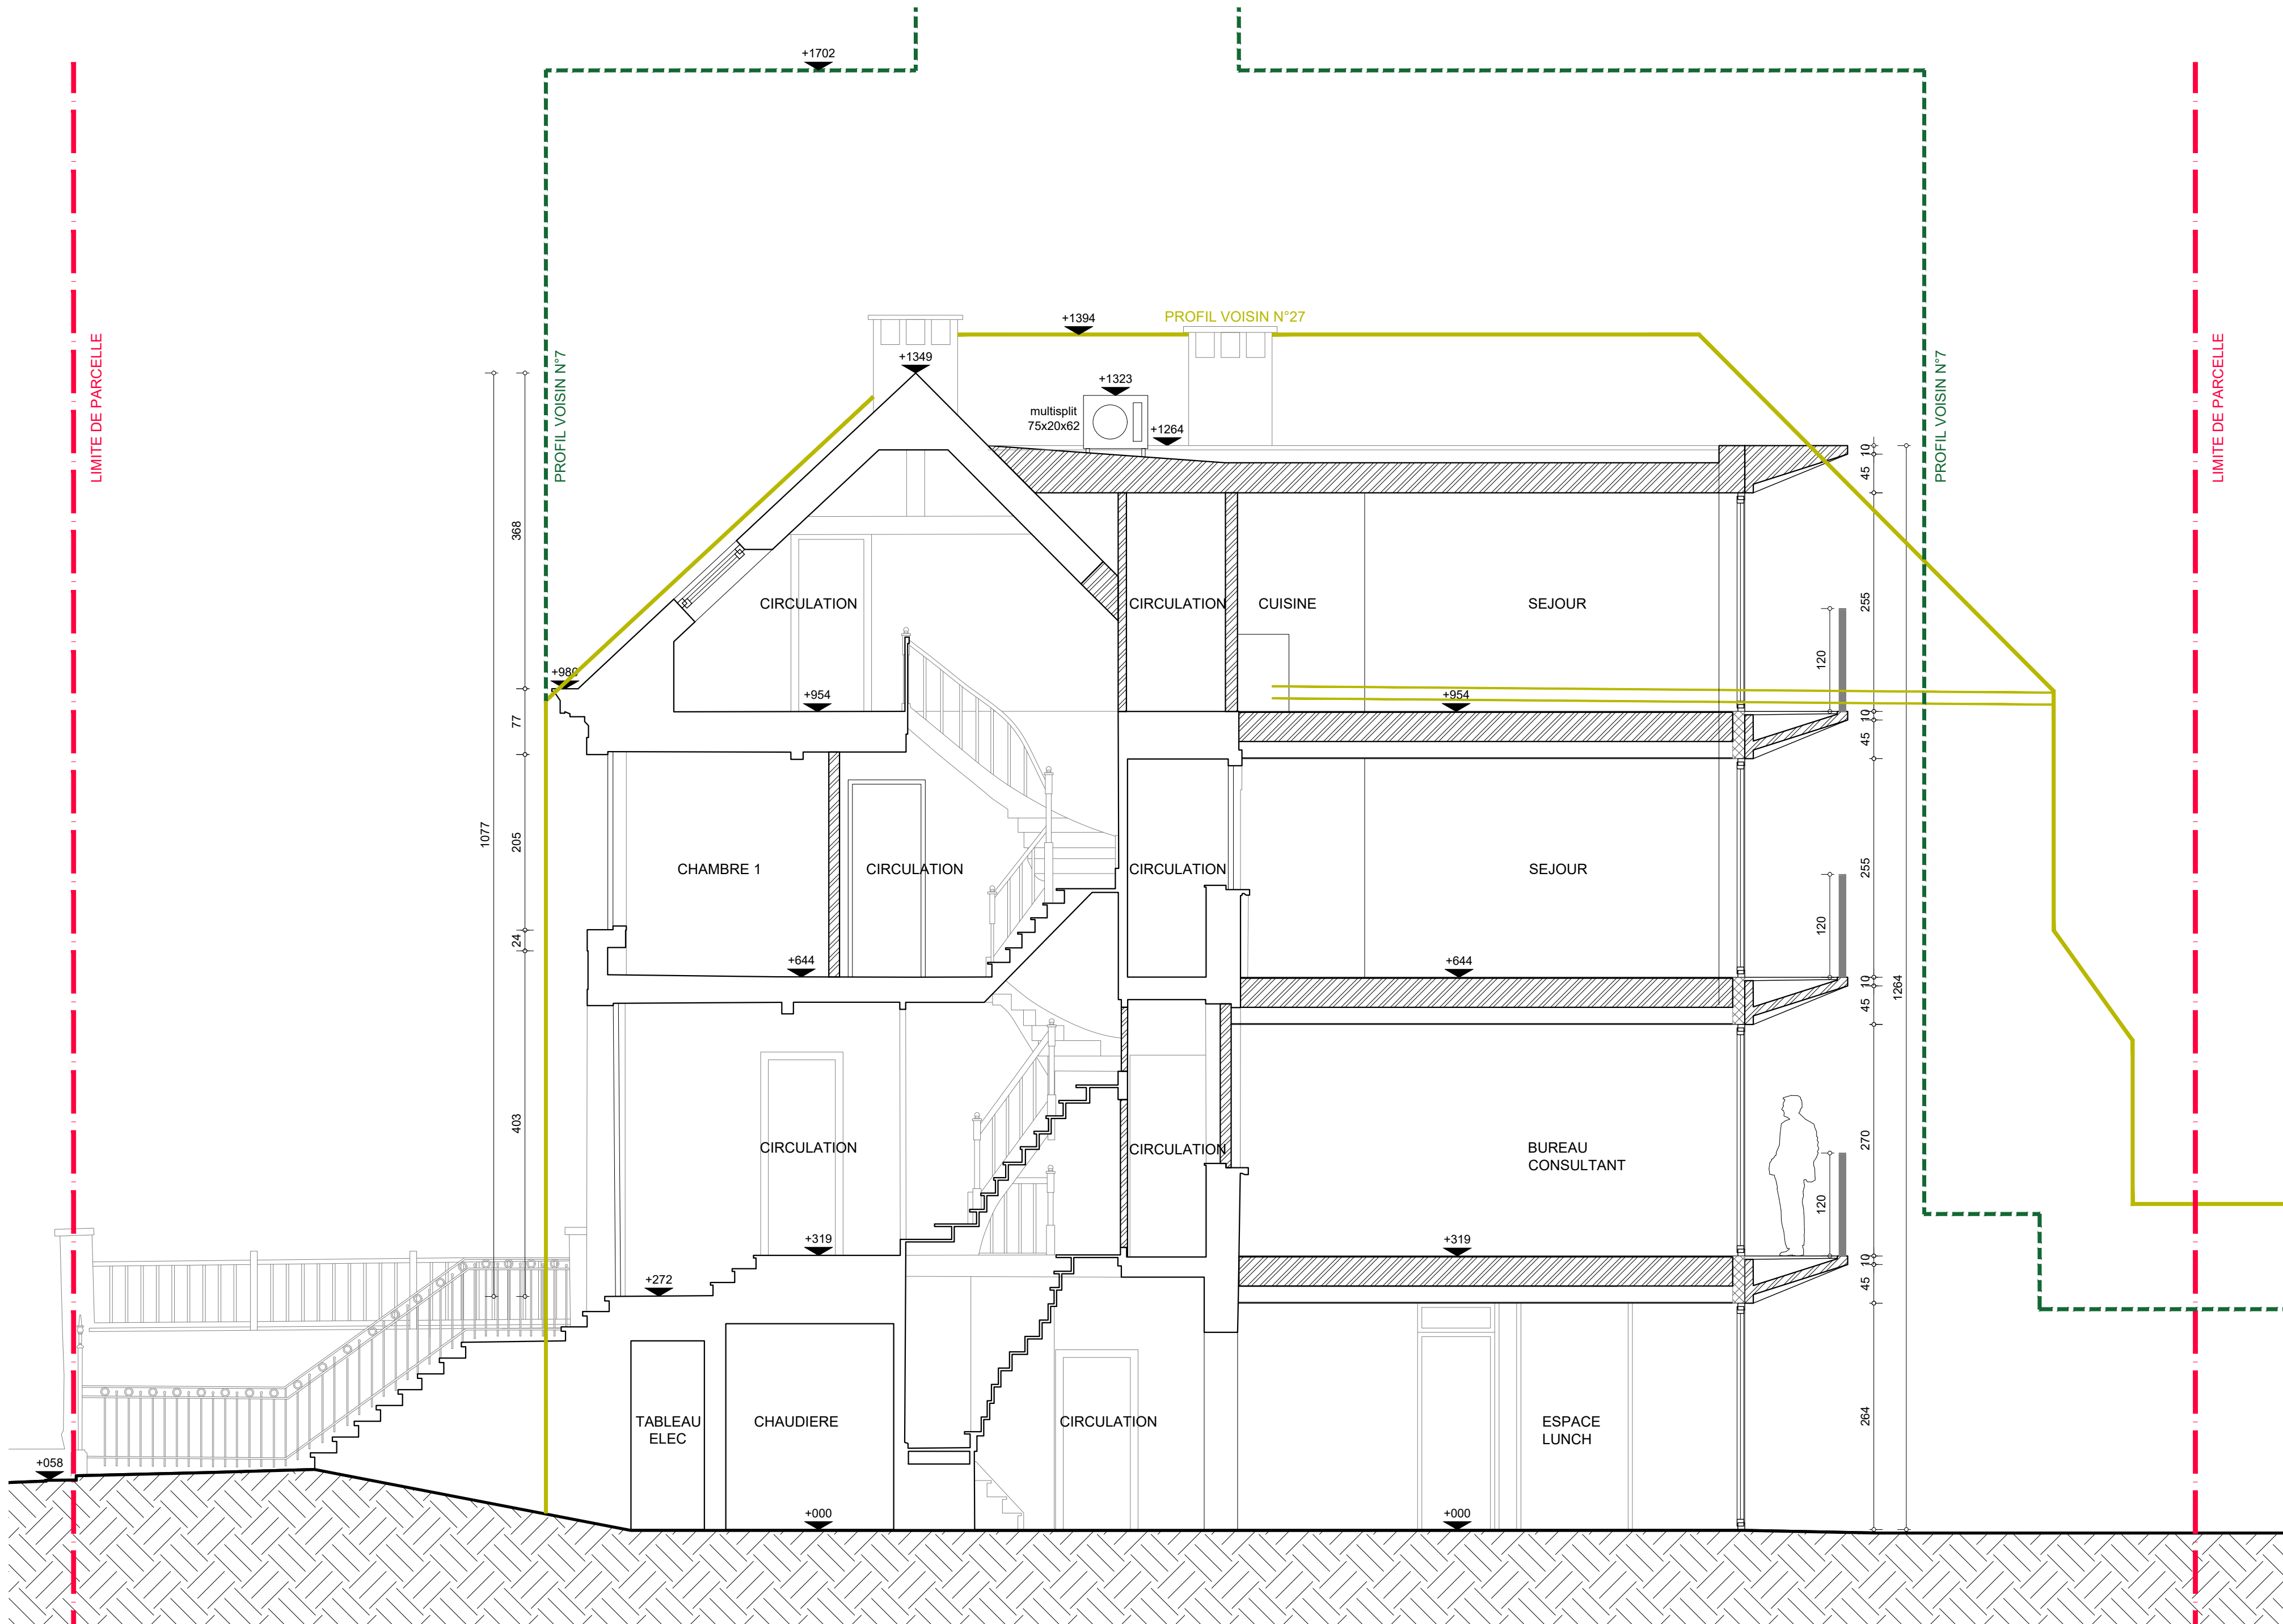 +1702
LIMITE DE PARCELLE
PROFIL VOISIN N°7
+1394
PROFIL VOISIN N°27
+1349
+1323
multisplit
75x20x62
+1264
PROFIL VOISIN N°7
LIMITE DE PARCELLE
10
45
368
CIRCULATION
CIRCULATION
CUISINE
SEJOUR
255
120
+980
+954
+954
77
10
45
1077
205
CHAMBRE 1
CIRCULATION
CIRCULATION
SEJOUR
255
120
24
+644
+644
10
45
1264
403
CIRCULATION
CIRCULATION
BUREAU
CONSULTANT
270
120
+319
+319
+272
10
45
TABLEAU
ELEC
CHAUDIERE
CIRCULATION
ESPACE
LUNCH
264
+058
+000
+000